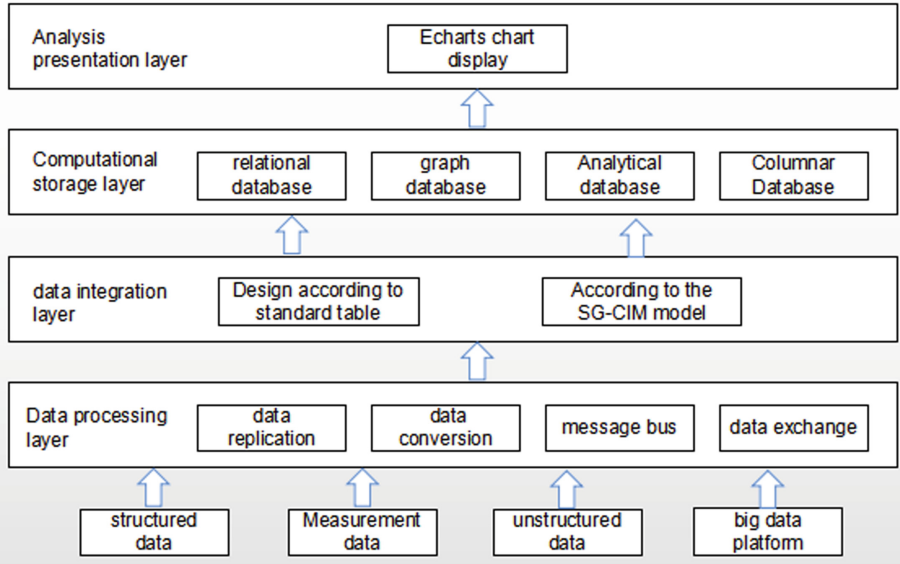 Analysis
presentation layer
Echarts chart
display
Computational
storage layer
relational
database
graph
database
Analytical
database
Columnar
Database
data integration
layer
Design according to
standard table
According to the
SG-CIM model
Data processing
layer
data
replication
data
conversion
message bus
data exchange
structured
data
Measurement
data
unstructured
data
big data
platform